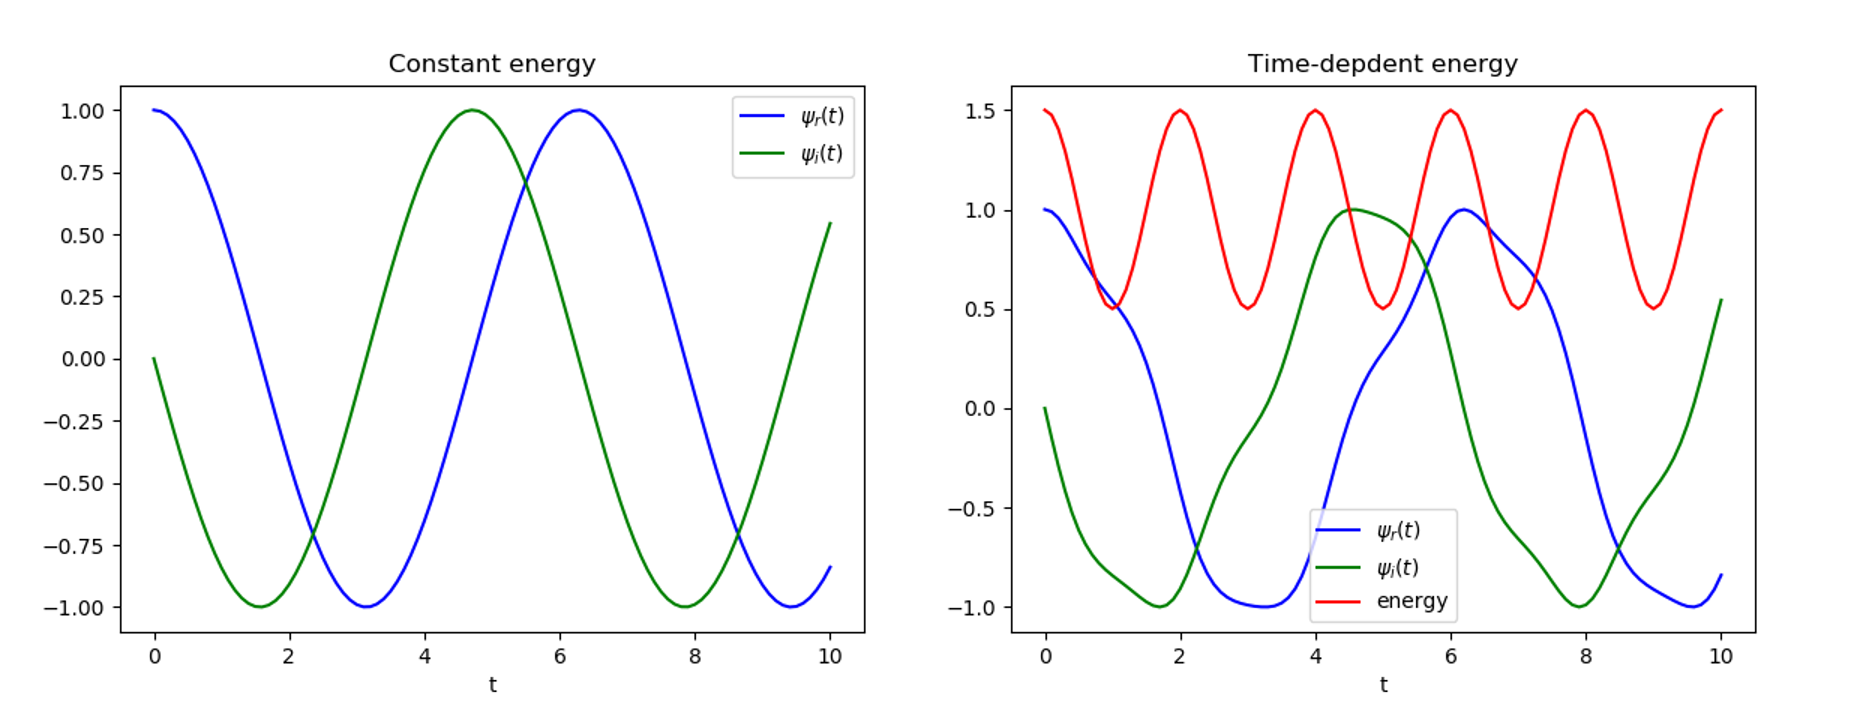 Constant energy
1.00
0.75
0.50
0.25
0.00
−0.25
−0.50
−0.75
−1.00
0 2 4 6 8 10
t
ψr(t)
ψi(t)
Time-depdent energy
1.5
1.0
0.5
0.0
−0.5
−1.0
0 2 4 6 8 10
t
ψr(t)
ψi(t)
energy